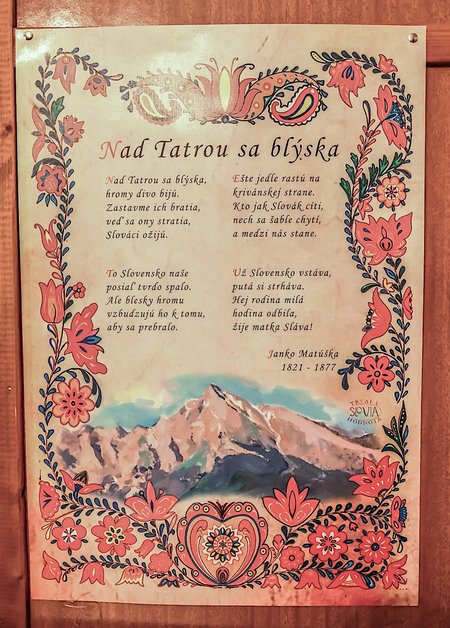 Nad Tatrou sa blýska
Nad Tatrou sa blýska,
hromy divo bijú.
Zastavme ich bratia,
veď sa ony stratia,
Slováci ožijú.
To Slovensko naše
posiaľ tvrdo spalo.
Ale blesky hromu
vzbudzujú ho k tomu,
aby sa prebralo.
Ešte jedle rastú na
krivánskej strane.
Kto jak Slovák cíti,
nech sa šable chytí,
a medzi nás stane.
Už Slovensko vstáva,
putá si strháva.
Hej rodina milá
hodina odbila,
žije matka Sláva!
Janko Matúška
1821 - 1877
TRVALÁ
SLOVIA
HODNOTA